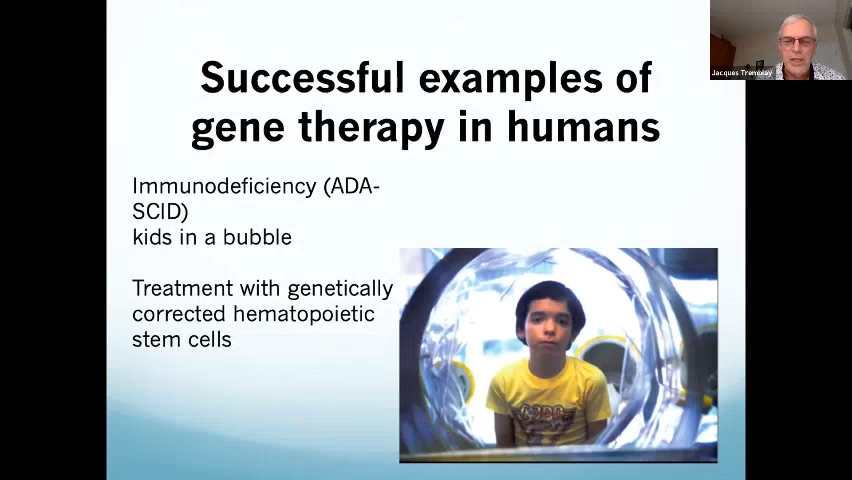 Successful examples of
gene therapy in humans
Jacques Tremblay
Immunodeficiency (ADA-
SCID)
kids in a bubble
Treatment with genetically
corrected hematopoietic
stem cells